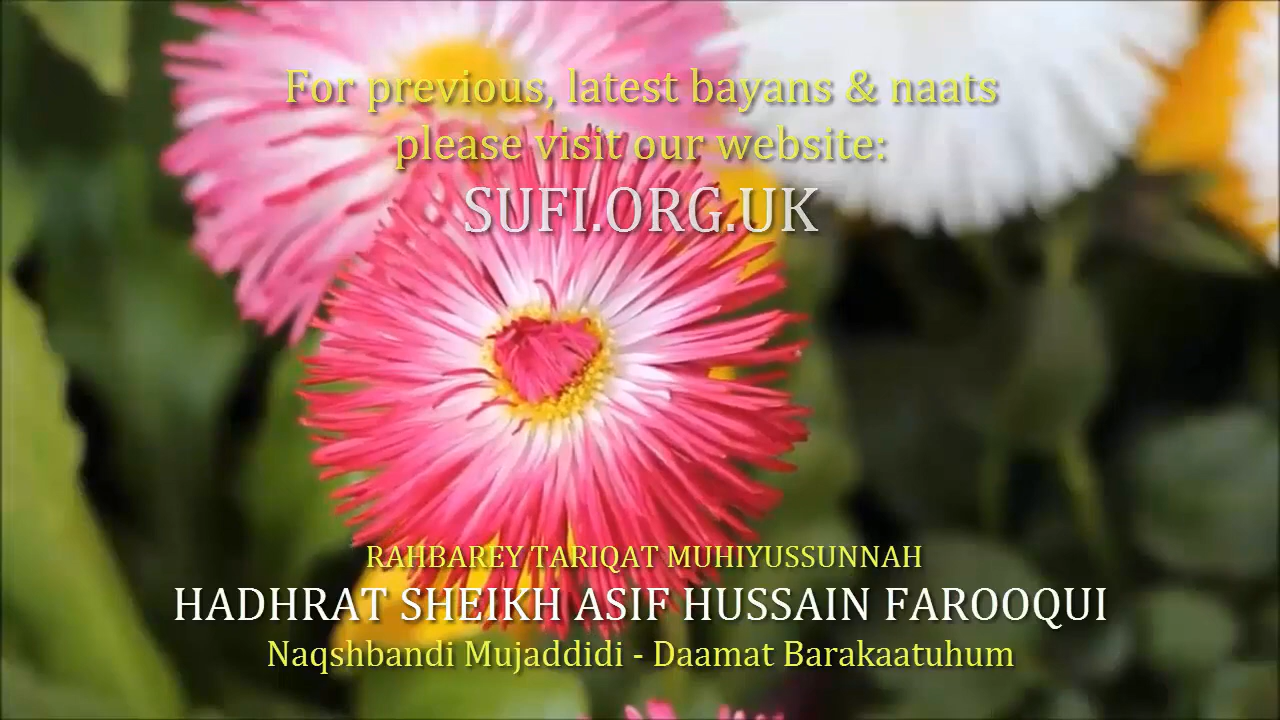 For previous, latest bayans & naats
please visit our website:
SUFI.ORG.UK
RAHBAREY TARIQAT MUHIYUSSUNNAH
HADHRAT SHEIKH ASIF HUSSAIN FAROOQUI
Naqshbandi Mujaddidi - Daamat Barakaatuhum